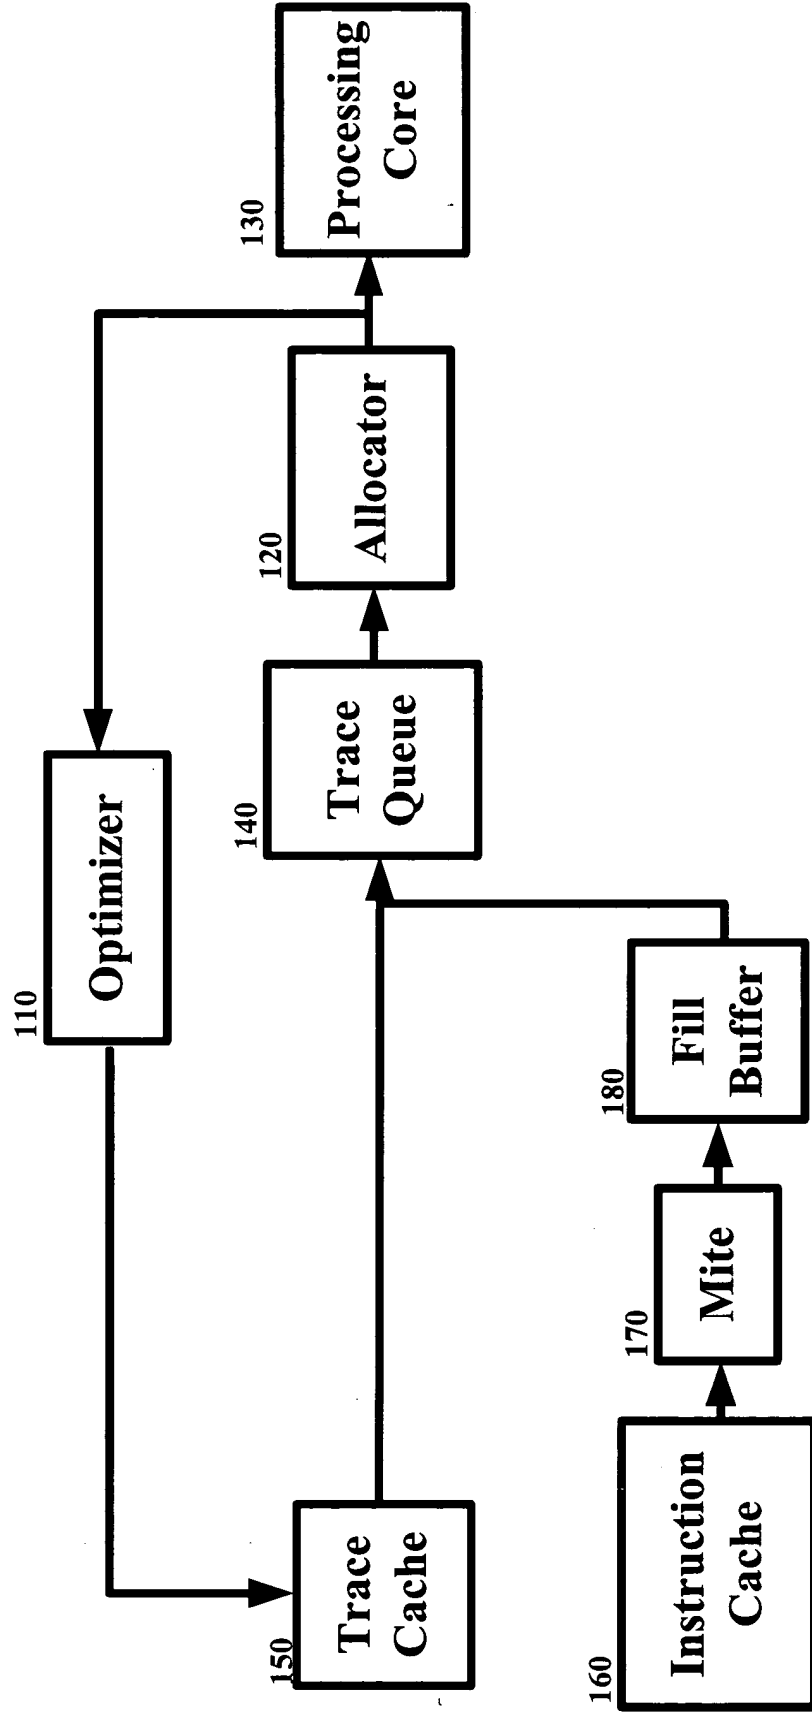 110
Optimizer
150
Trace
Cache
140
Trace
Queue
120
Allocator
130
Processing
Core
160
Instruction
Cache
170
Mite
180
Fill
Buffer